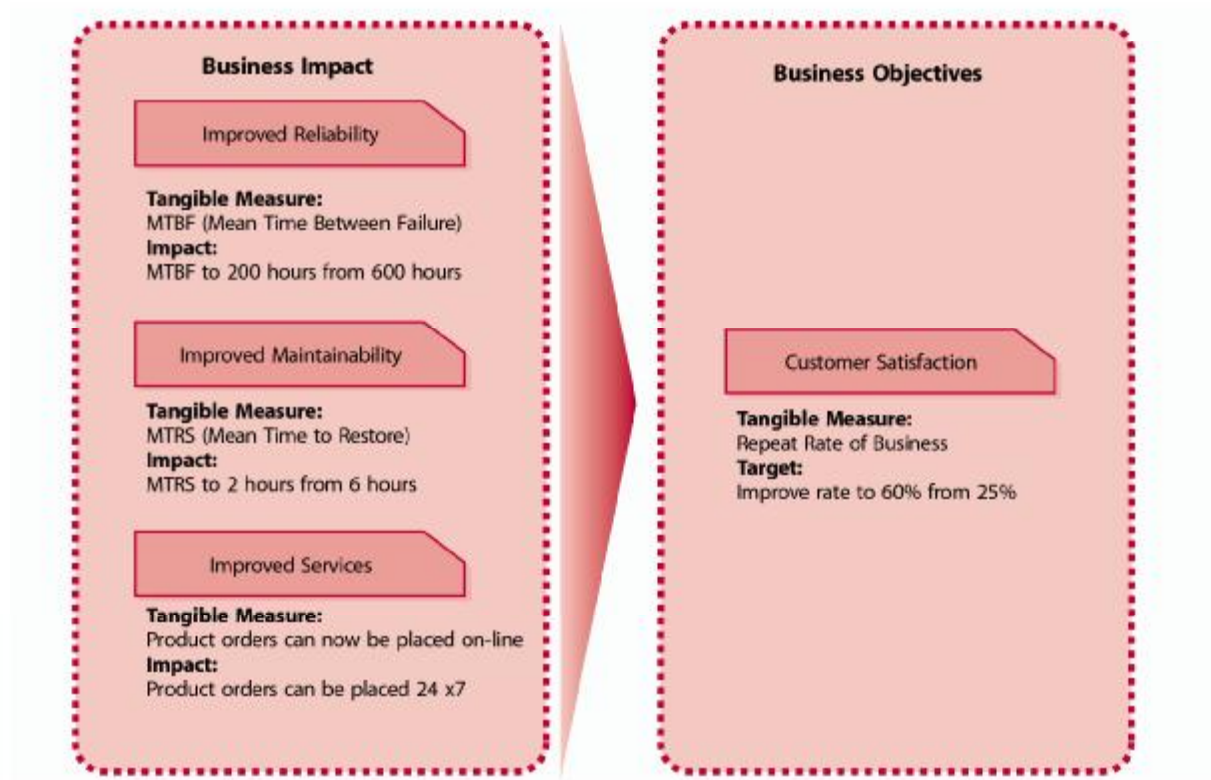 Business Impact
Improved Reliability
Tangible Measure:
MTBF (Mean Time Between Failure)
Impact:
MTBF to 200 hours from 600 hours
Improved Maintainability
Tangible Measure:
MTRS (Mean Time to Restore)
Impact:
MTRS to 2 hours from 6 hours
Improved Services
Tangible Measure:
Product orders can now be placed on-line
Impact:
Product orders can be placed 24 x7
Business Objectives
Customer Satisfaction
Tangible Measure:
Repeat Rate of Business
Target:
Improve rate to 60% from 25%